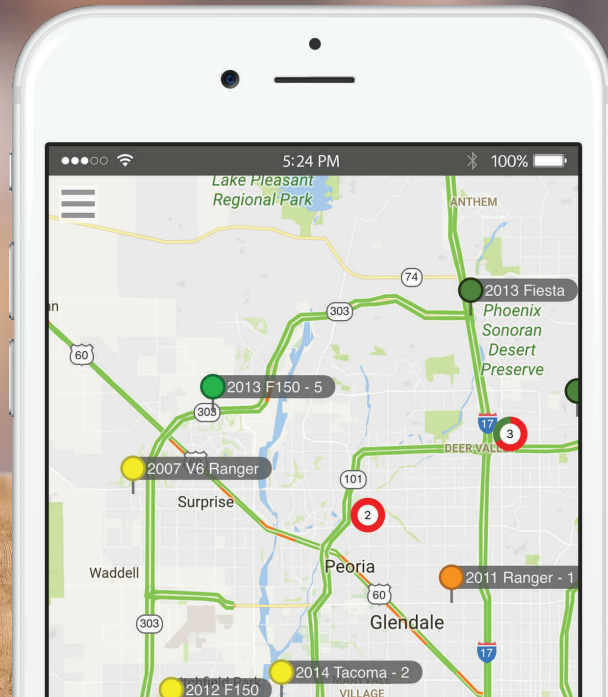 5:24 PM
100%
Lake Pleasant
Regional Park
ANTHEM
74
2013 Fiesta
303
Phoenix
Sonoran
Desert
Preserve
60
2013 F150 - 5
303
17
3
DEER VALLE
2007 V6 Ranger
101
Surprise
2
Peoria
Waddell
2011 Ranger - 1
60
Glendale
303
17
2014 Tacoma - 2
2012 F150
VILLAGE